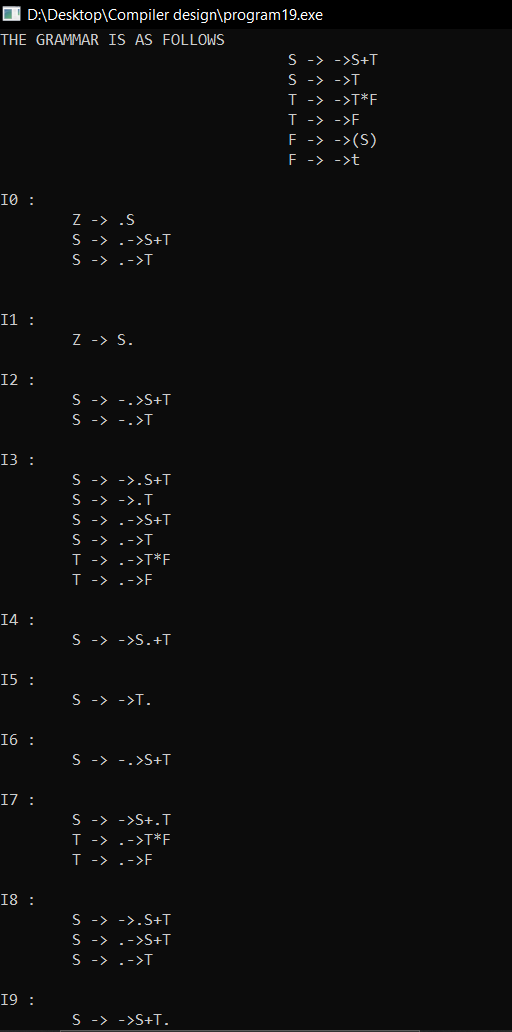 D:\Desktop\Compiler design\program19.exe
THE GRAMMAR IS AS FOLLOWS
S -> ->S+T
S -> ->T
T -> ->T*F
T -> ->F
F -> ->(S)
F -> ->t
I0 :
Z -> .S
S -> .->S+T
S -> .->T
I1 :
Z -> S.
I2 :
S -> -.>S+T
S -> -.>T
I3 :
S -> ->.S+T
S -> ->.T
S -> .->S+T
S -> .->T
T -> .->T*F
T -> .->F
I4 :
S -> ->S.+T
I5 :
S -> ->T.
I6 :
S -> -.>S+T
I7 :
S -> ->S+.T
T -> .->T*F
T -> .->F
I8 :
S -> ->.S+T
S -> .->S+T
S -> .->T
I9 :
S -> ->S+T.